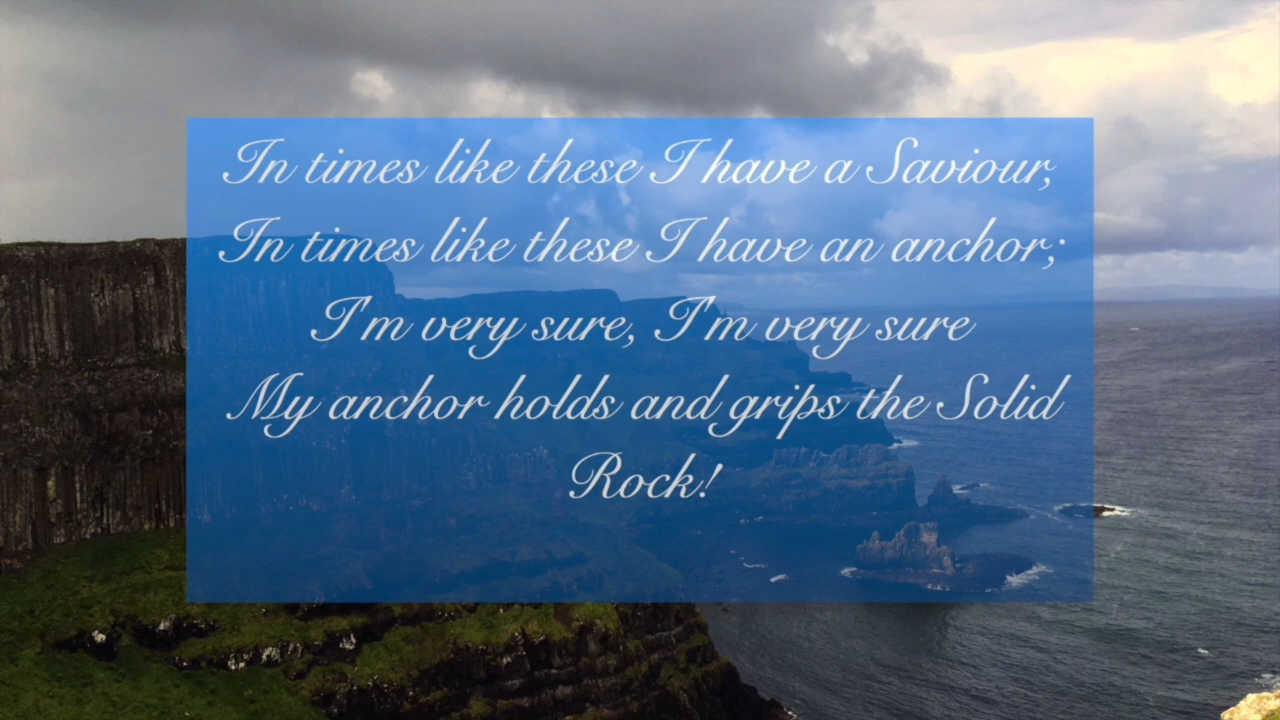 In times like these I have a Saviour;
In times like these I have an anchor;
I'm very sure, I'm very sure
My anchor holds and grips the Solid
Rock!